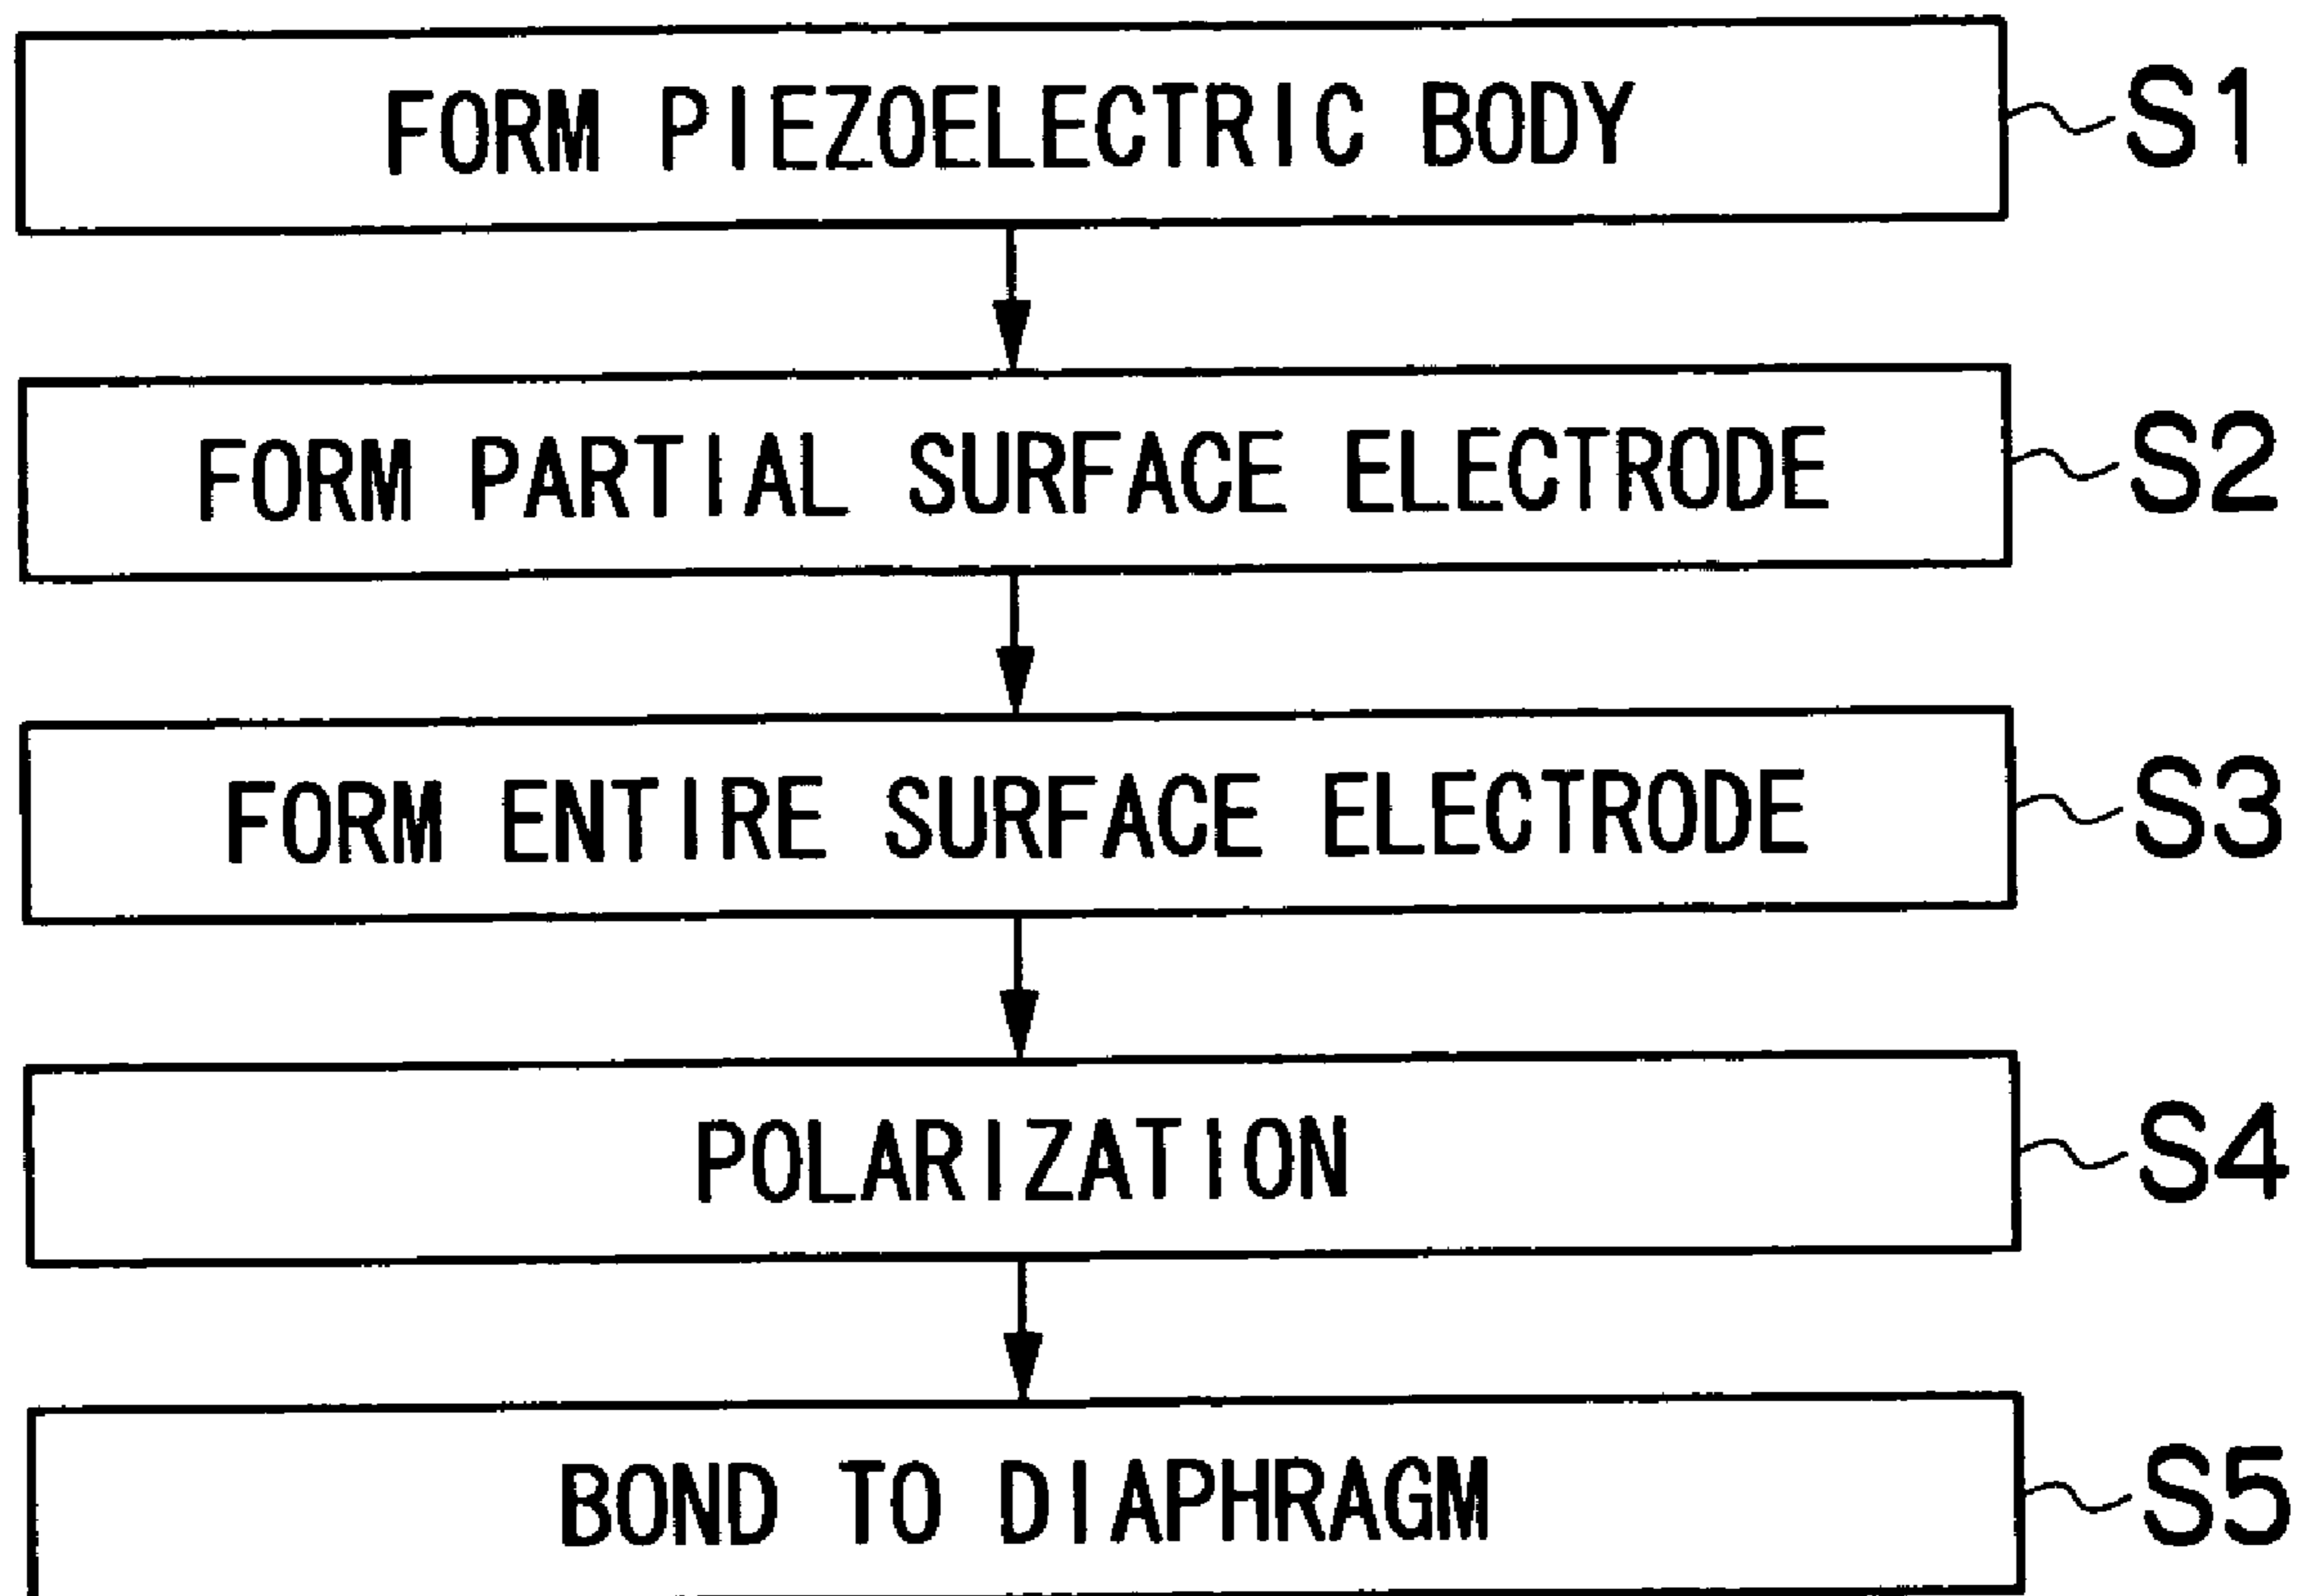 FORM PIEZOELECTRIC BODY S1
FORM PARTIAL SURFACE ELECTRODE S2
FORM ENTIRE SURFACE ELECTRODE S3
POLARIZATION S4
BOND TO DIAPHRAGM S5